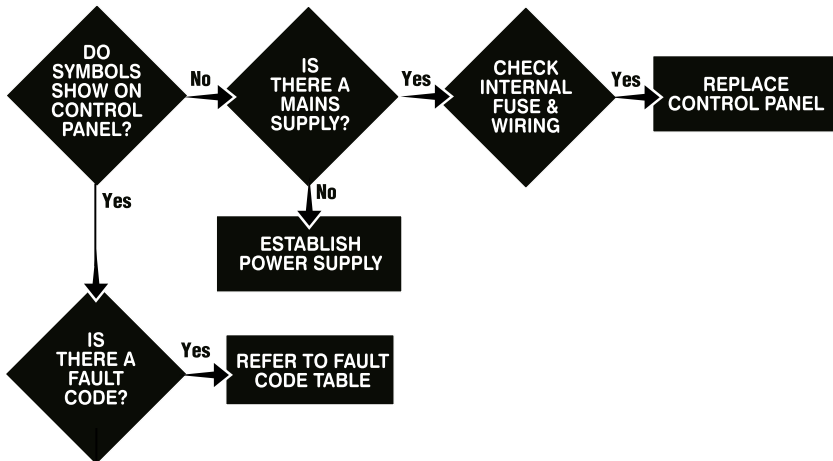 DO
SYMBOLS
SHOW ON
CONTROL
PANEL?
No
IS
THERE A
MAINS
SUPPLY?
Yes
CHECK
INTERNAL
FUSE &
WIRING
Yes
REPLACE
CONTROL PANEL
Yes
No
ESTABLISH
POWER SUPPLY
IS
THERE A
FAULT
CODE?
Yes
REFER TO FAULT
CODE TABLE